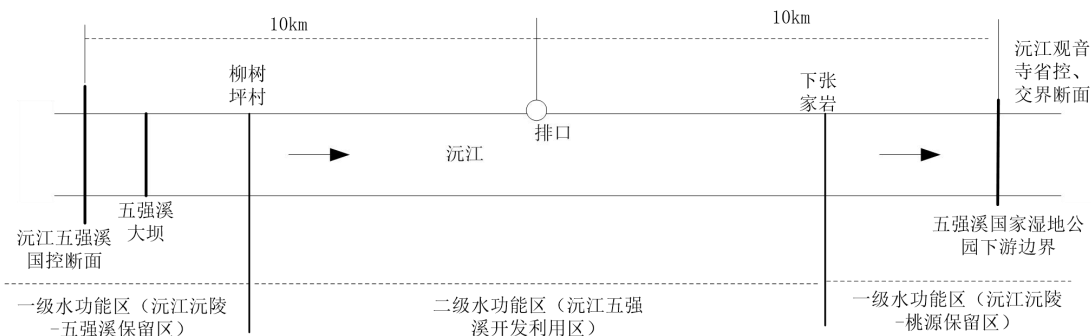 10km
10km
沅江观音
寺省控、
交界断面
柳树
坪村
下张
家岩
排口
沅江
五强溪
大坝
沅江五强溪
国控断面
五强溪国家湿地公
园下游边界
一级水功能区（沅江沅陵
-五强溪保留区）
二级水功能区（沅江五强
溪开发利用区）
一级水功能区（沅江沅陵
-桃源保留区）